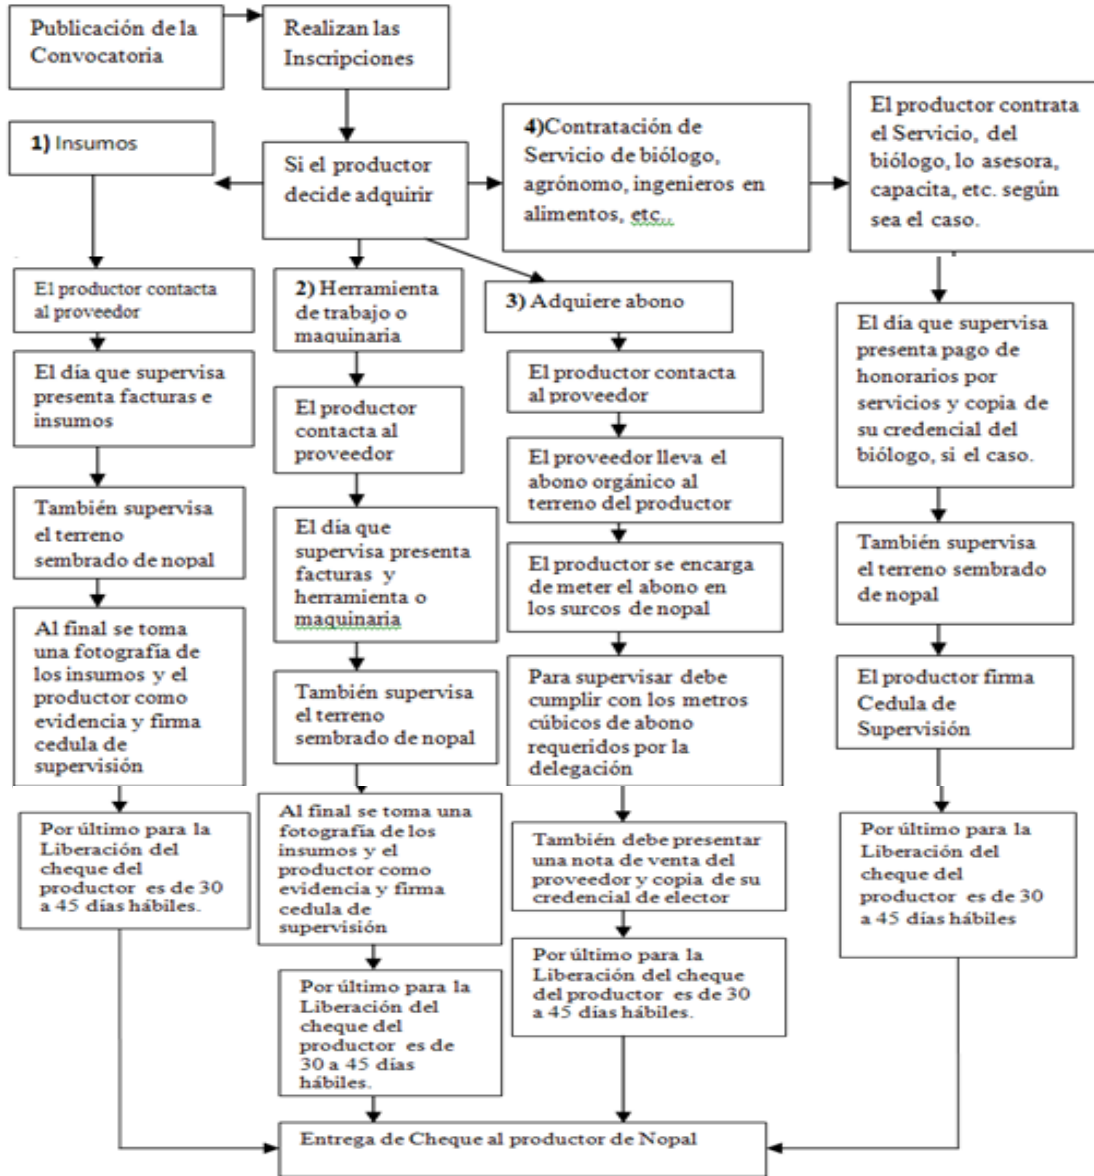 Publicación de la
Convocatoria
Realizan las
Inscripciones
1) Insumos
Si el productor
decide adquirir
4)Contratación de
Servicio de biólogo,
agrónomo, ingenieros en
alimentos, etc..
El productor contrata
el Servicio, del
biólogo, lo asesora,
capacita, etc. según
sea el caso.
El productor contacta
al proveedor
El día que supervisa
presenta facturas e
insumos
También supervisa
el terreno
sembrado de nopal
Al final se toma
una fotografía de
los insumos y el
productor como
evidencia y firma
cedula de
supervisión
Por último para la
Liberación del
cheque del
productor es de 30
a 45 días hábiles.
2) Herramienta
de trabajo o
maquinaria
El productor
contacta al
proveedor
El día que
supervisa presenta
facturas y
herramienta o
maquinaria
También supervisa
el terreno
sembrado de nopal
Al final se toma una
fotografía de los
insumos y el
productor como
evidencia y firma
cedula de
supervisión
Por último para la
Liberación del
cheque del
productor es de
30 a 45 días
hábiles.
3) Adquiere abono
El productor contacta
al proveedor
El proveedor lleva el
abono orgánico al
terreno del productor
El productor se encarga
de meter el abono en
los surcos de nopal
Para supervisar debe
cumplir con los metros
cúbicos de abono
requeridos por la
delegación
También debe presentar
una nota de venta del
proveedor y copia de su
credencial de elector
Por último para la
Liberación del cheque
del productor es de 30
a 45 días hábiles.
El día que supervisa
presenta pago de
honorarios por
servicios y copia de
su credencial del
biólogo, si el caso.
También supervisa
el terreno sembrado
de nopal
El productor firma
Cedula de
Supervisión
Por último para la
Liberación del
cheque del
productor es de 30
a 45 días hábiles
Entrega de Cheque al productor de Nopal